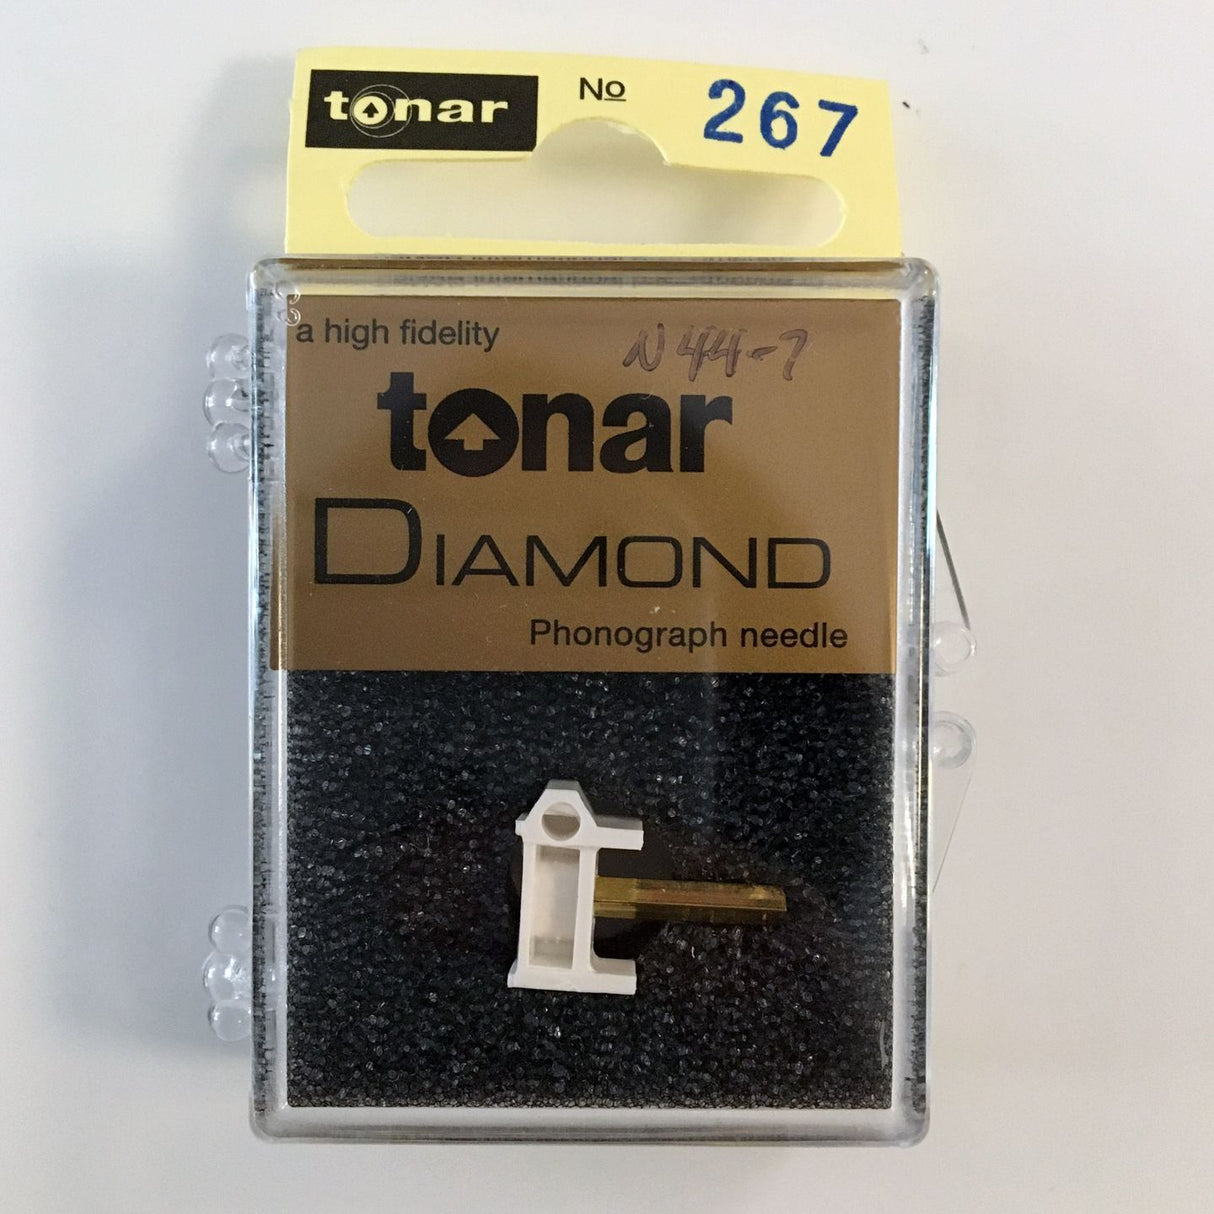 tonar No 267
a high fidelity
N44-7
tonar
DIAMOND
Phonograph needle